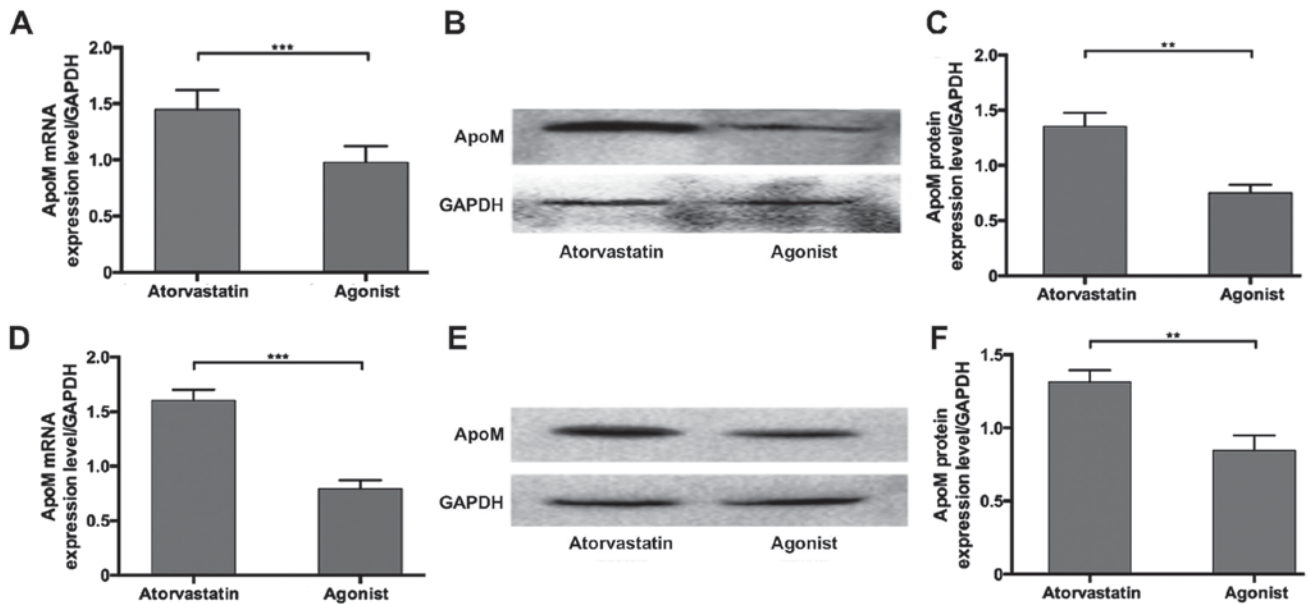 A
ApoM mRNA
expression level/GAPDH
2.0
1.5
1.0
0.5
0
***
Atorvastatin
Agonist
B
ApoM
GAPDH
Atorvastatin
Agonist
C
ApoM protein
expression level/GAPDH
2.0
1.5
1.0
0.5
0
**
Atorvastatin
Agonist
D
ApoM mRNA
expression level/GAPDH
2.0
1.5
1.0
0.5
0
***
Atorvastatin
Agonist
E
ApoM
GAPDH
Atorvastatin
Agonist
F
ApoM protein
expression level/GAPDH
1.5
1.0
0.5
0
**
Atorvastatin
Agonist